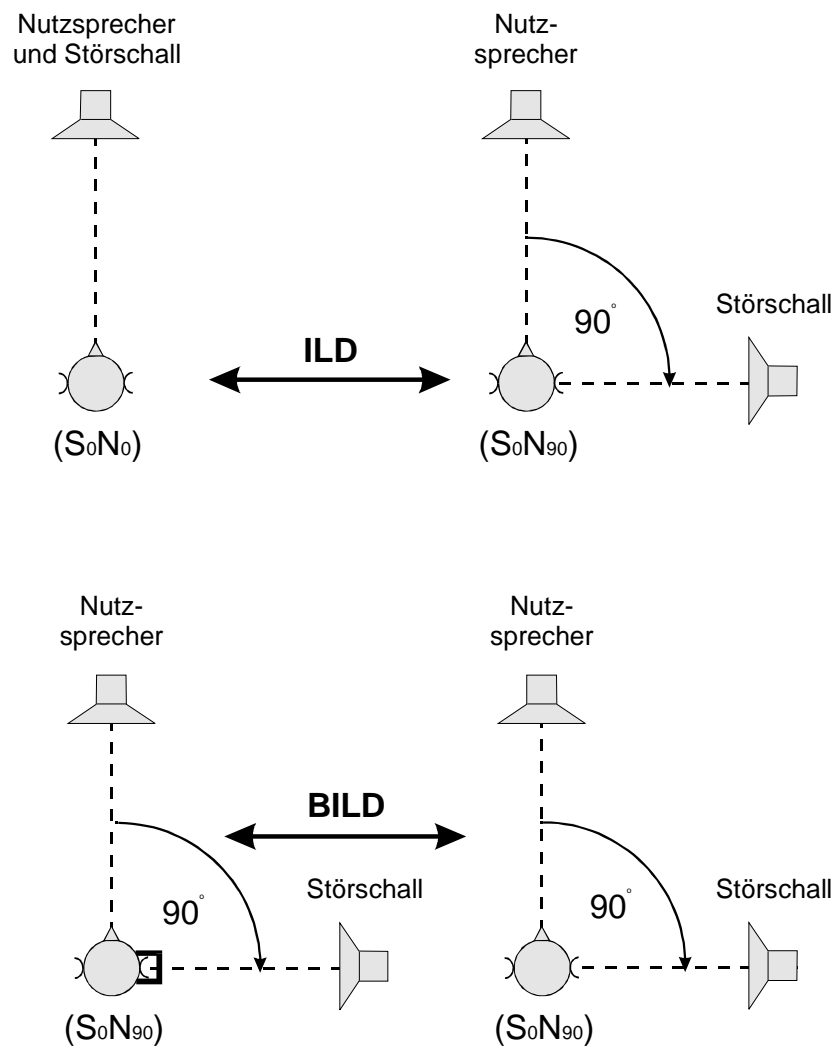 Nutzsprecher
und Störschall
Nutz-
sprecher
90°
Störschall
ILD
(S₀N₀)
(S₀N₉₀)
Nutz-
sprecher
Nutz-
sprecher
BILD
90°
Störschall
90°
Störschall
(S₀N₉₀)
(S₀N₉₀)